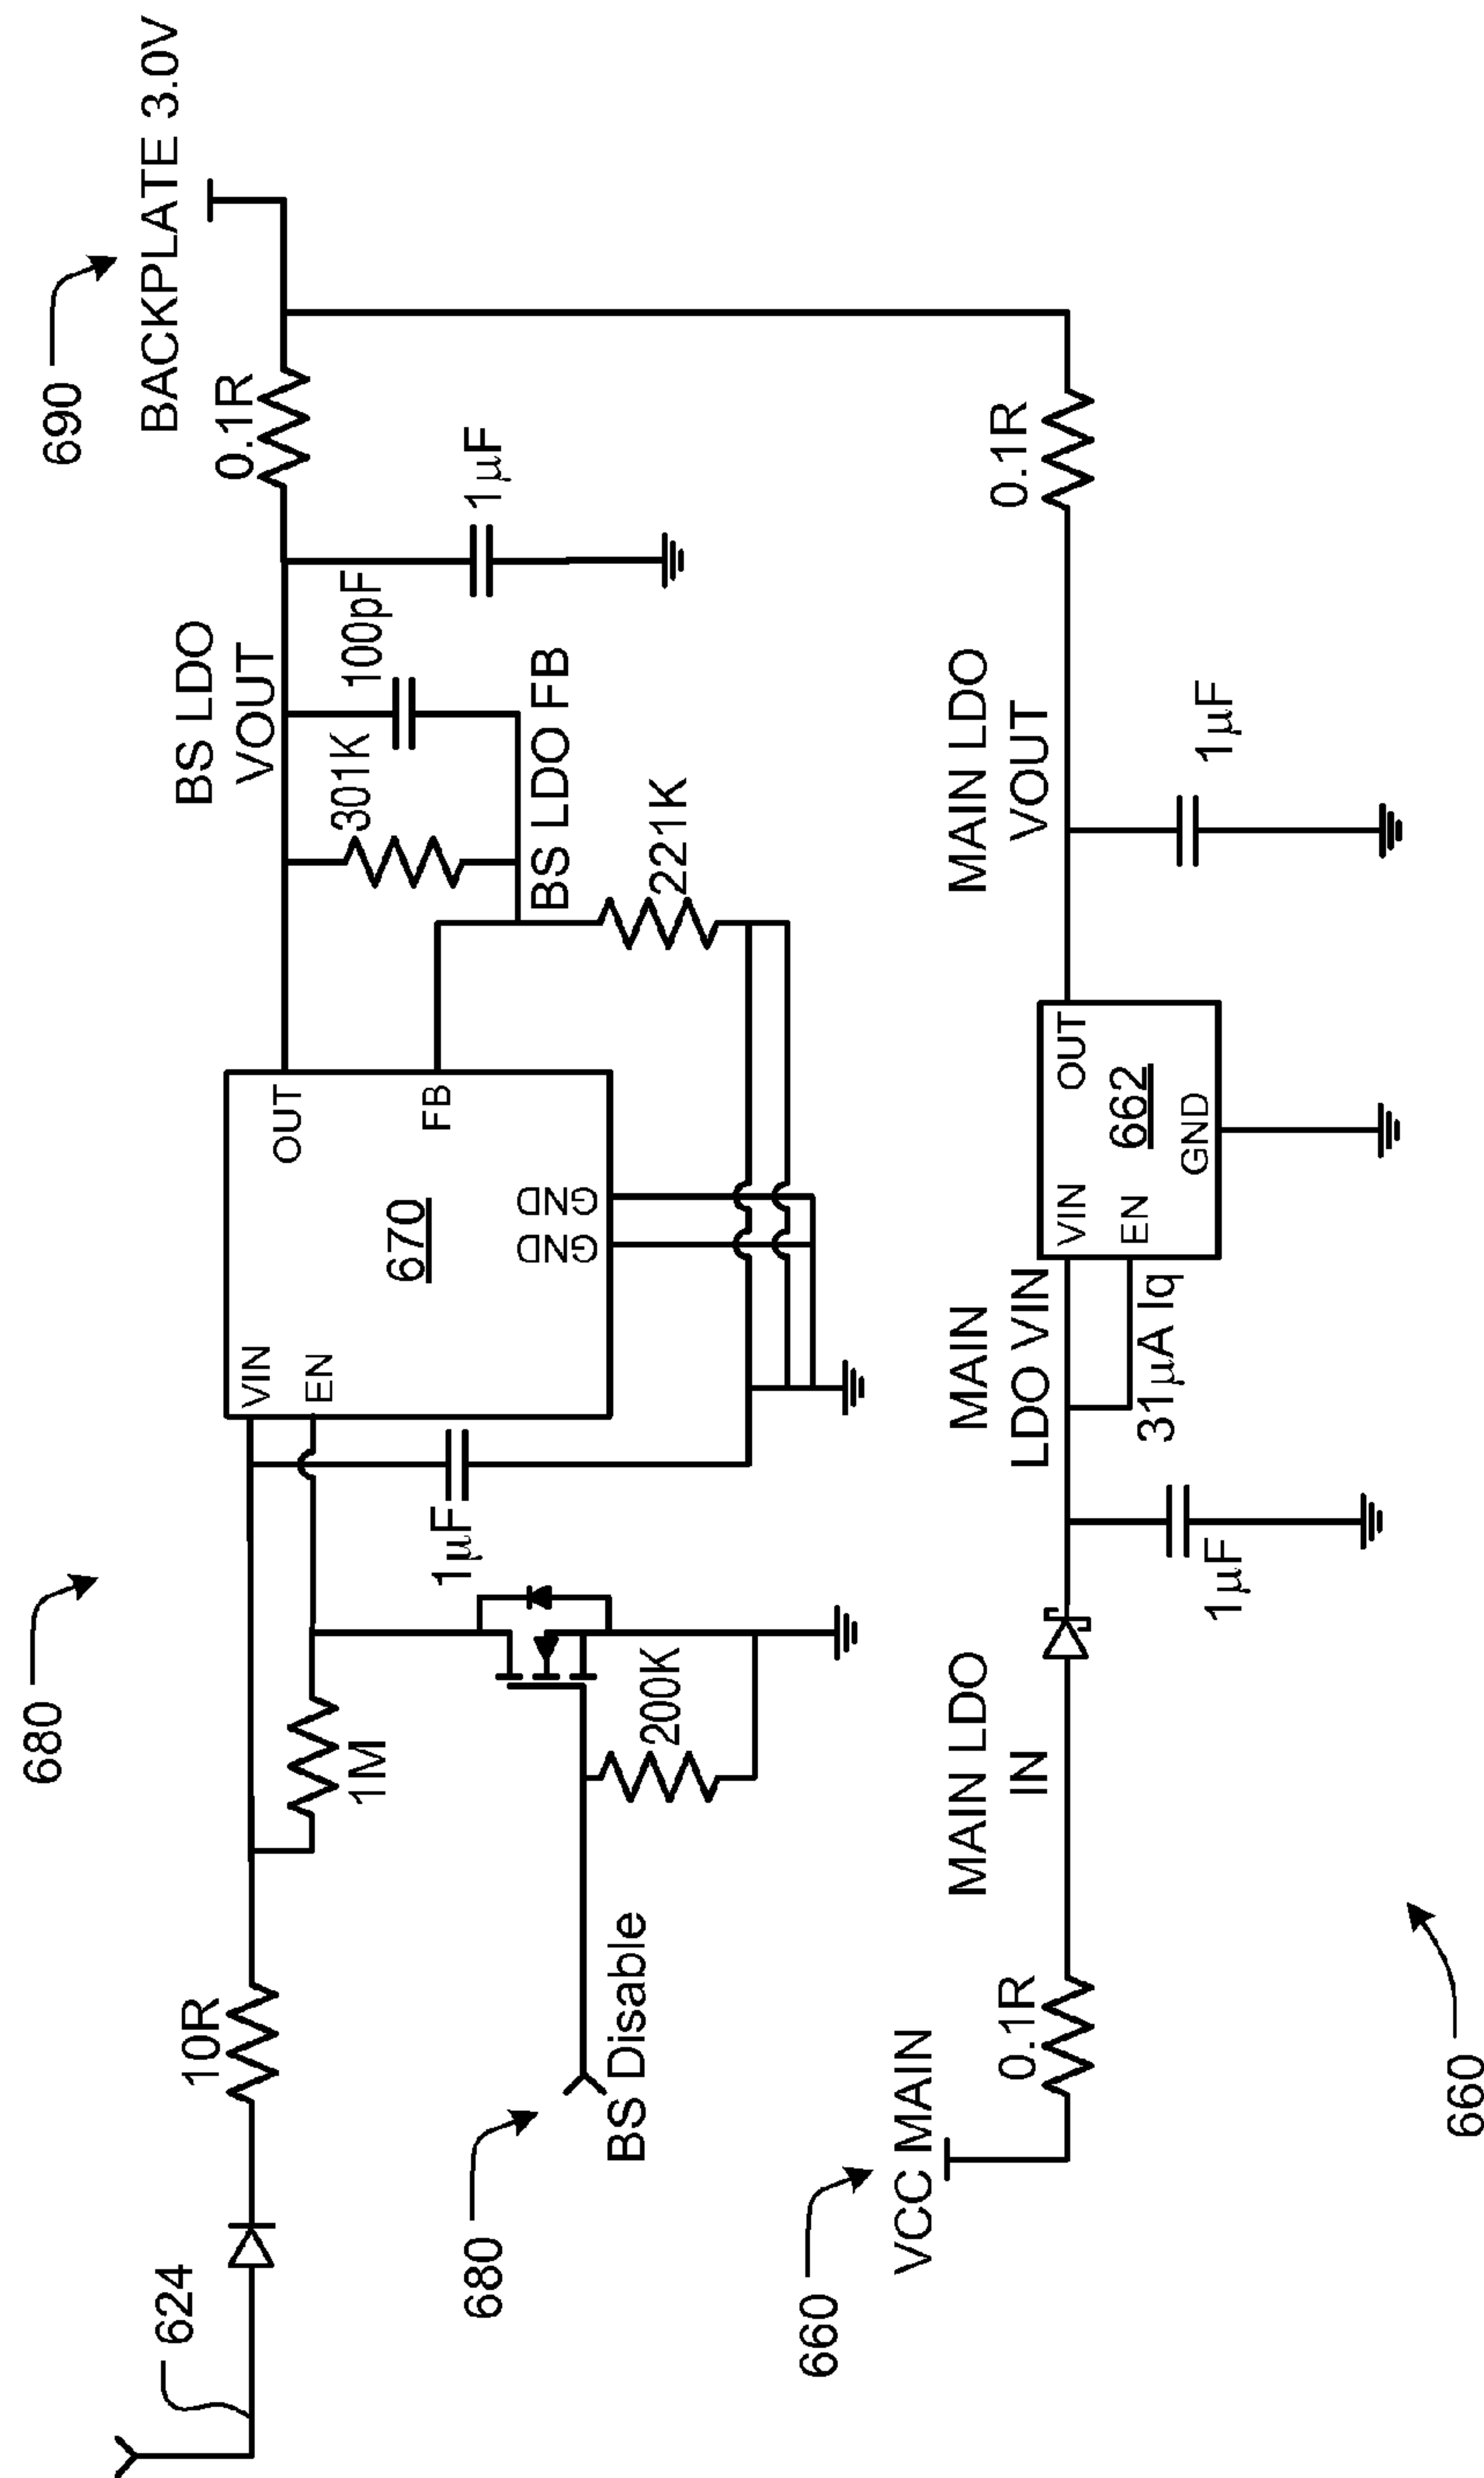 690
BACKPLATE 3.0V
680
BS LDO
VOUT
0.1R
624
10R
1M
VIN
EN
OUT
FB
670
GND
GND
301K
100pF
1µF
1µF
BS LDO FB
221K
200K
680
BS Disable
660
VCC MAIN
0.1R
MAIN LDO
IN
MAIN
LDO VIN
31µA Iq
1µF
VIN
EN
OUT
662
GND
MAIN LDO
VOUT
1µF
0.1R
660